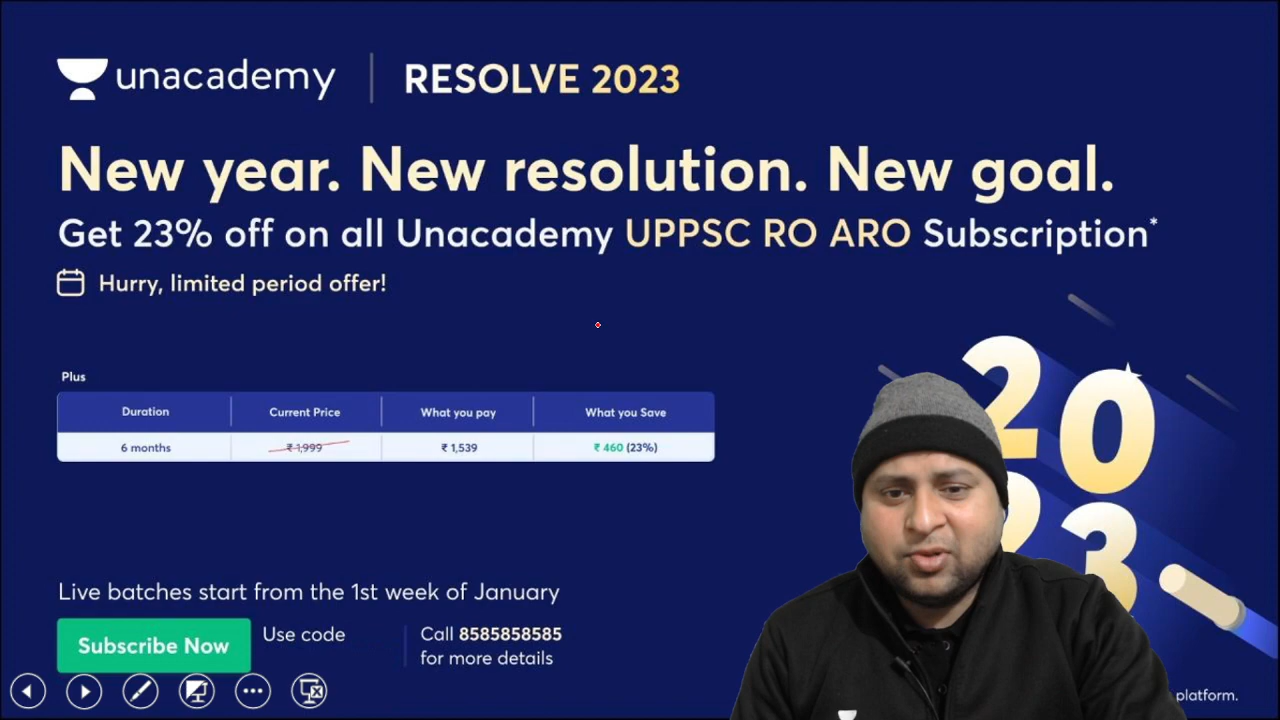 unacademy | RESOLVE 2023
New year. New resolution. New goal.
Get 23% off on all Unacademy UPPSC RO ARO Subscription*
Hurry, limited period offer!
Plus
Duration Current Price What you pay What you Save
6 months ₹ 1,999 ₹ 1,539 ₹ 460 (23%)
20
23
Live batches start from the 1st week of January
Subscribe Now
Use code
Call 8585858585
for more details
platform.